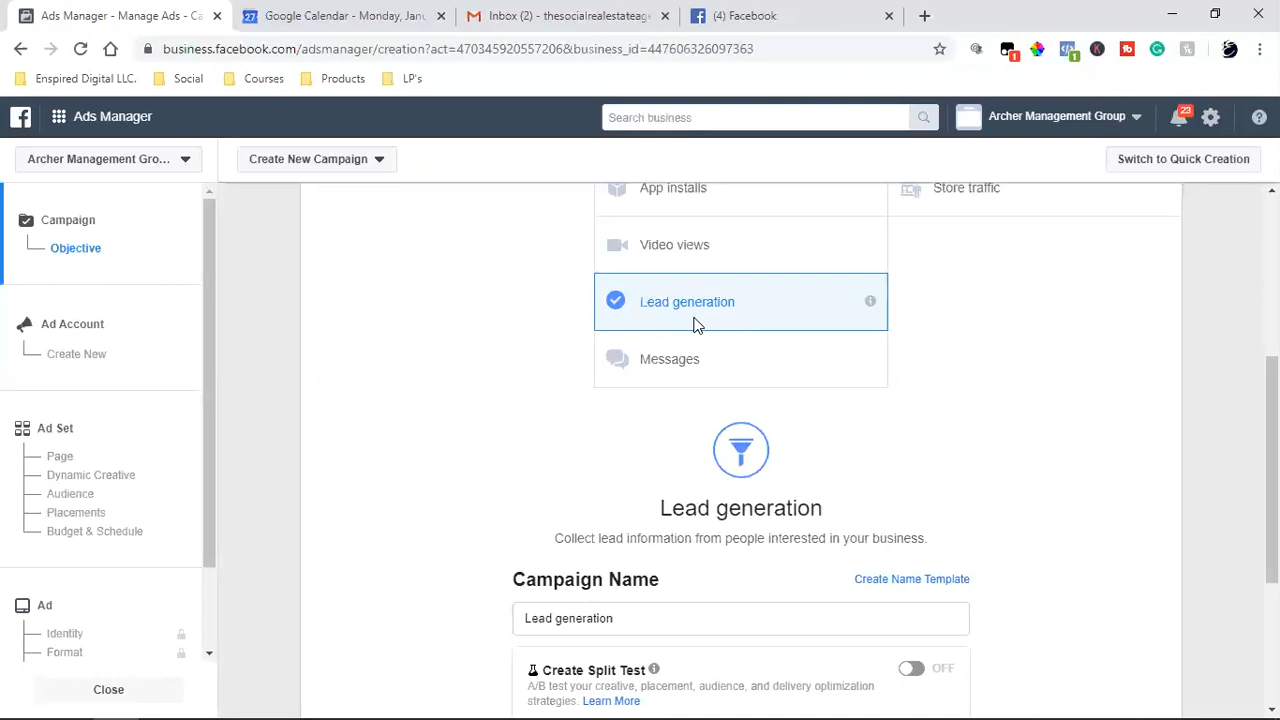 Ads Manager - Manage Ads - Ca
Google Calendar - Monday, January
Inbox (2) - thesocialrealestateag
(4) Facebook
business.facebook.com/adsmanager/creation?act=470345920557206&business_id=447606326097363
1
1
Enspired Digital LLC.
Social
Courses
Products
LP's
Ads Manager
Search business
Archer Management Group
23
Archer Management Gro...
Create New Campaign
Switch to Quick Creation
Campaign
Objective
Ad Account
Create New
Ad Set
Page
Dynamic Creative
Audience
Placements
Budget & Schedule
Ad
Identity
Format
Close
App installs
Store traffic
Video views
Lead generation
Messages
Lead generation
Collect lead information from people interested in your business.
Campaign Name
Create Name Template
Lead generation
Create Split Test
OFF
A/B test your creative, placement, audience, and delivery optimization
strategies. Learn More